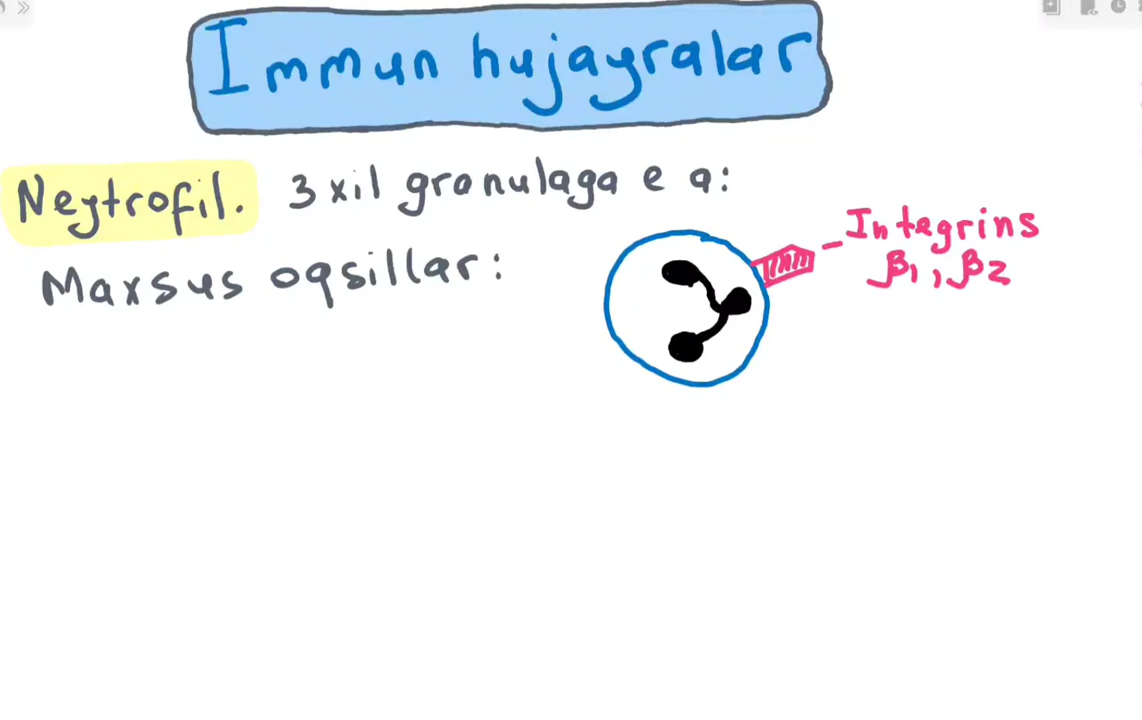 Immun hujayralar
Neytrofil. 3 xil granulaga e a:
Maxsus oqsillar:
Integrins
β1, β2